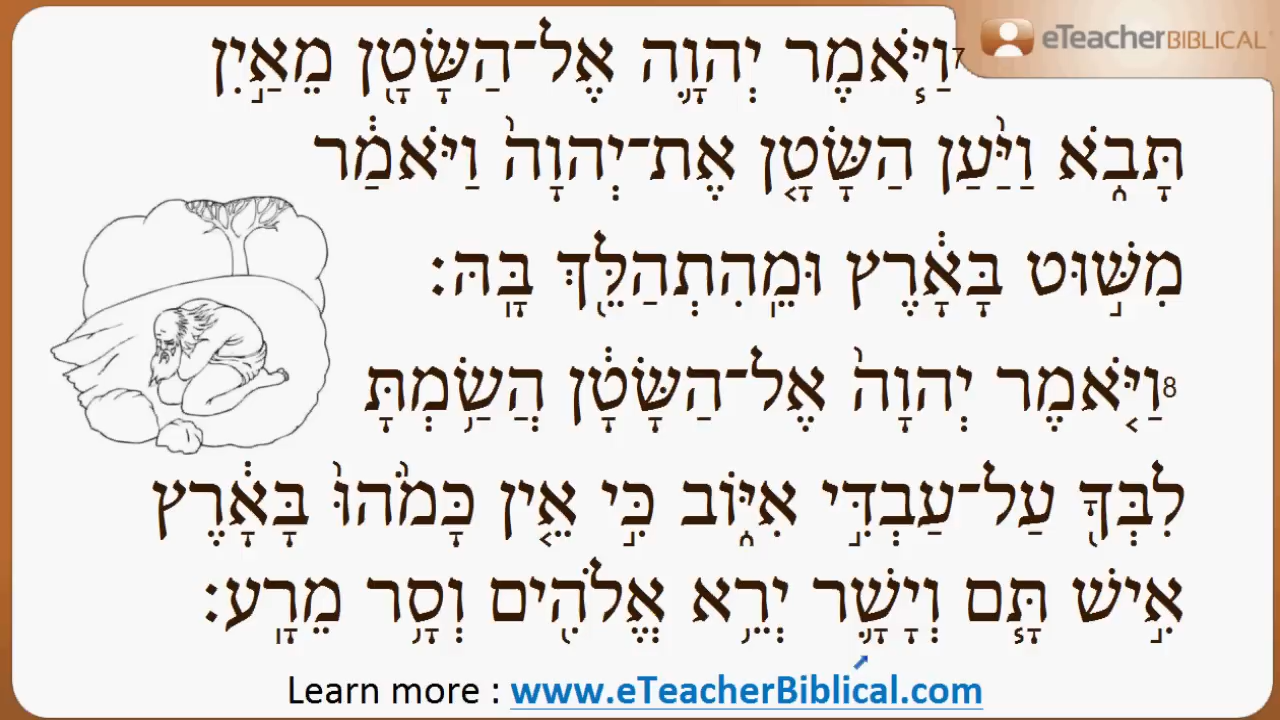 eTeacherBIBLICAL
7וַיֹּ֧אמֶר יְהוָ֛ה אֶל־הַשָּׂטָ֖ן מֵאַ֣יִן
תָּבֹ֑א וַיַּ֨עַן הַשָּׂטָ֤ן אֶת־יְהוָה֙ וַיֹּאמַ֔ר
מִשּׁ֣וּט בָּאָ֔רֶץ וּמֵֽהִתְהַלֵּ֖ךְ בָּֽהּ׃
8וַיֹּ֤אמֶר יְהוָה֙ אֶל־הַשָּׂטָ֔ן הֲשַׂ֥מְתָּ
לִבְּךָ֖ עַל־עַבְדִּ֣י אִיּ֑וֹב כִּ֣י אֵ֤ין כָּמֹ֙הוּ֙ בָּאָ֔רֶץ
אִ֣ישׁ תָּ֧ם וְיָשָׁ֛ר יְרֵ֥א אֱלֹהִ֖ים וְסָ֥ר מֵרָֽע׃
Learn more : www.eTeacherBiblical.com